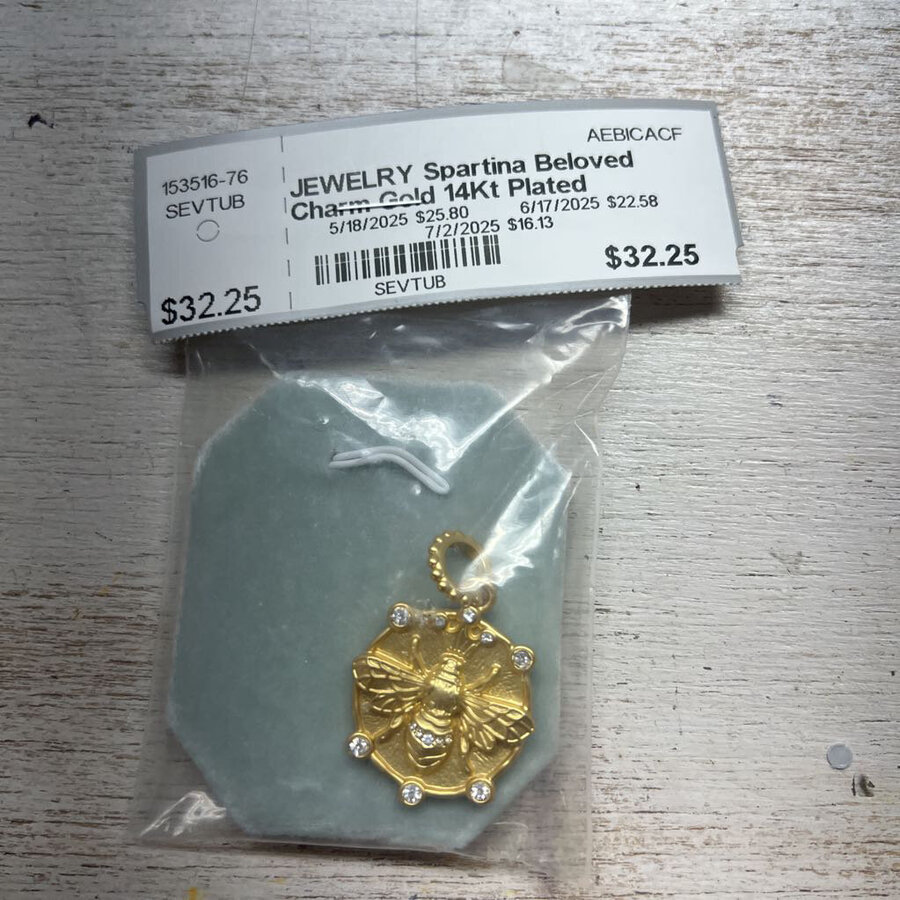 AEBICACF
153516-76
SEVTUB
$32.25
JEWELRY Spartina Beloved
Charm Gold 14Kt Plated
5/18/2025 $25.80 6/17/2025 $22.58
7/2/2025 $16.13
SEVTUB
$32.25